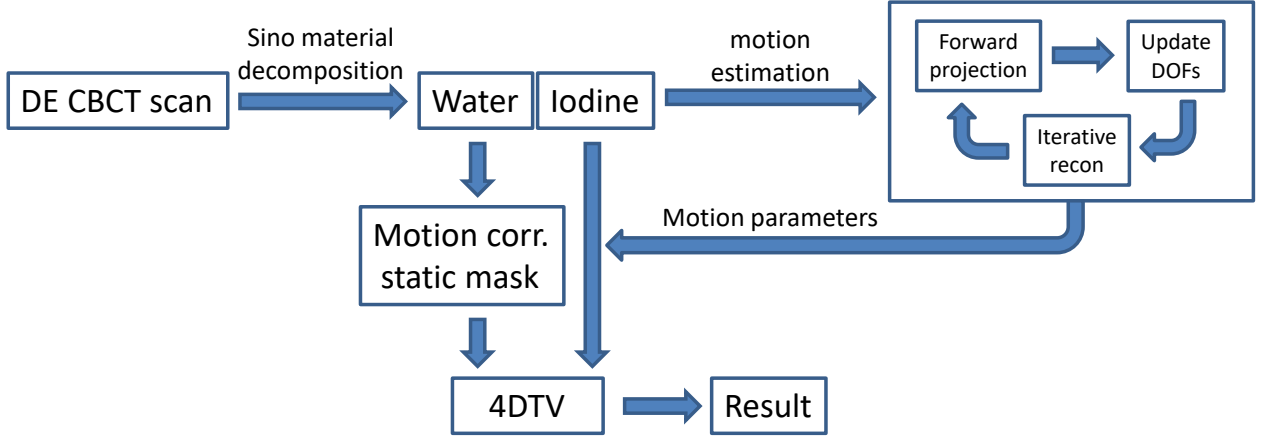 Sino material
decomposition
motion
estimation
Forward
projection
Update
DOFs
DE CBCT scan
Water
Iodine
Iterative
recon
Motion parameters
Motion corr.
static mask
4DTV
Result